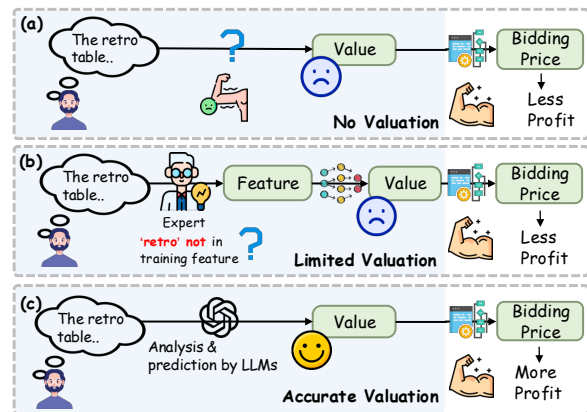 (a)
The retro
table..
?
Value
Bidding
Price
Less
Profit
No Valuation
(b)
The retro
table..
Feature
Value
Bidding
Price
Expert
'retro' not in
training feature
?
Less
Profit
Limited Valuation
(c)
The retro
table..
Value
Bidding
Price
Analysis &
prediction by LLMs
More
Profit
Accurate Valuation